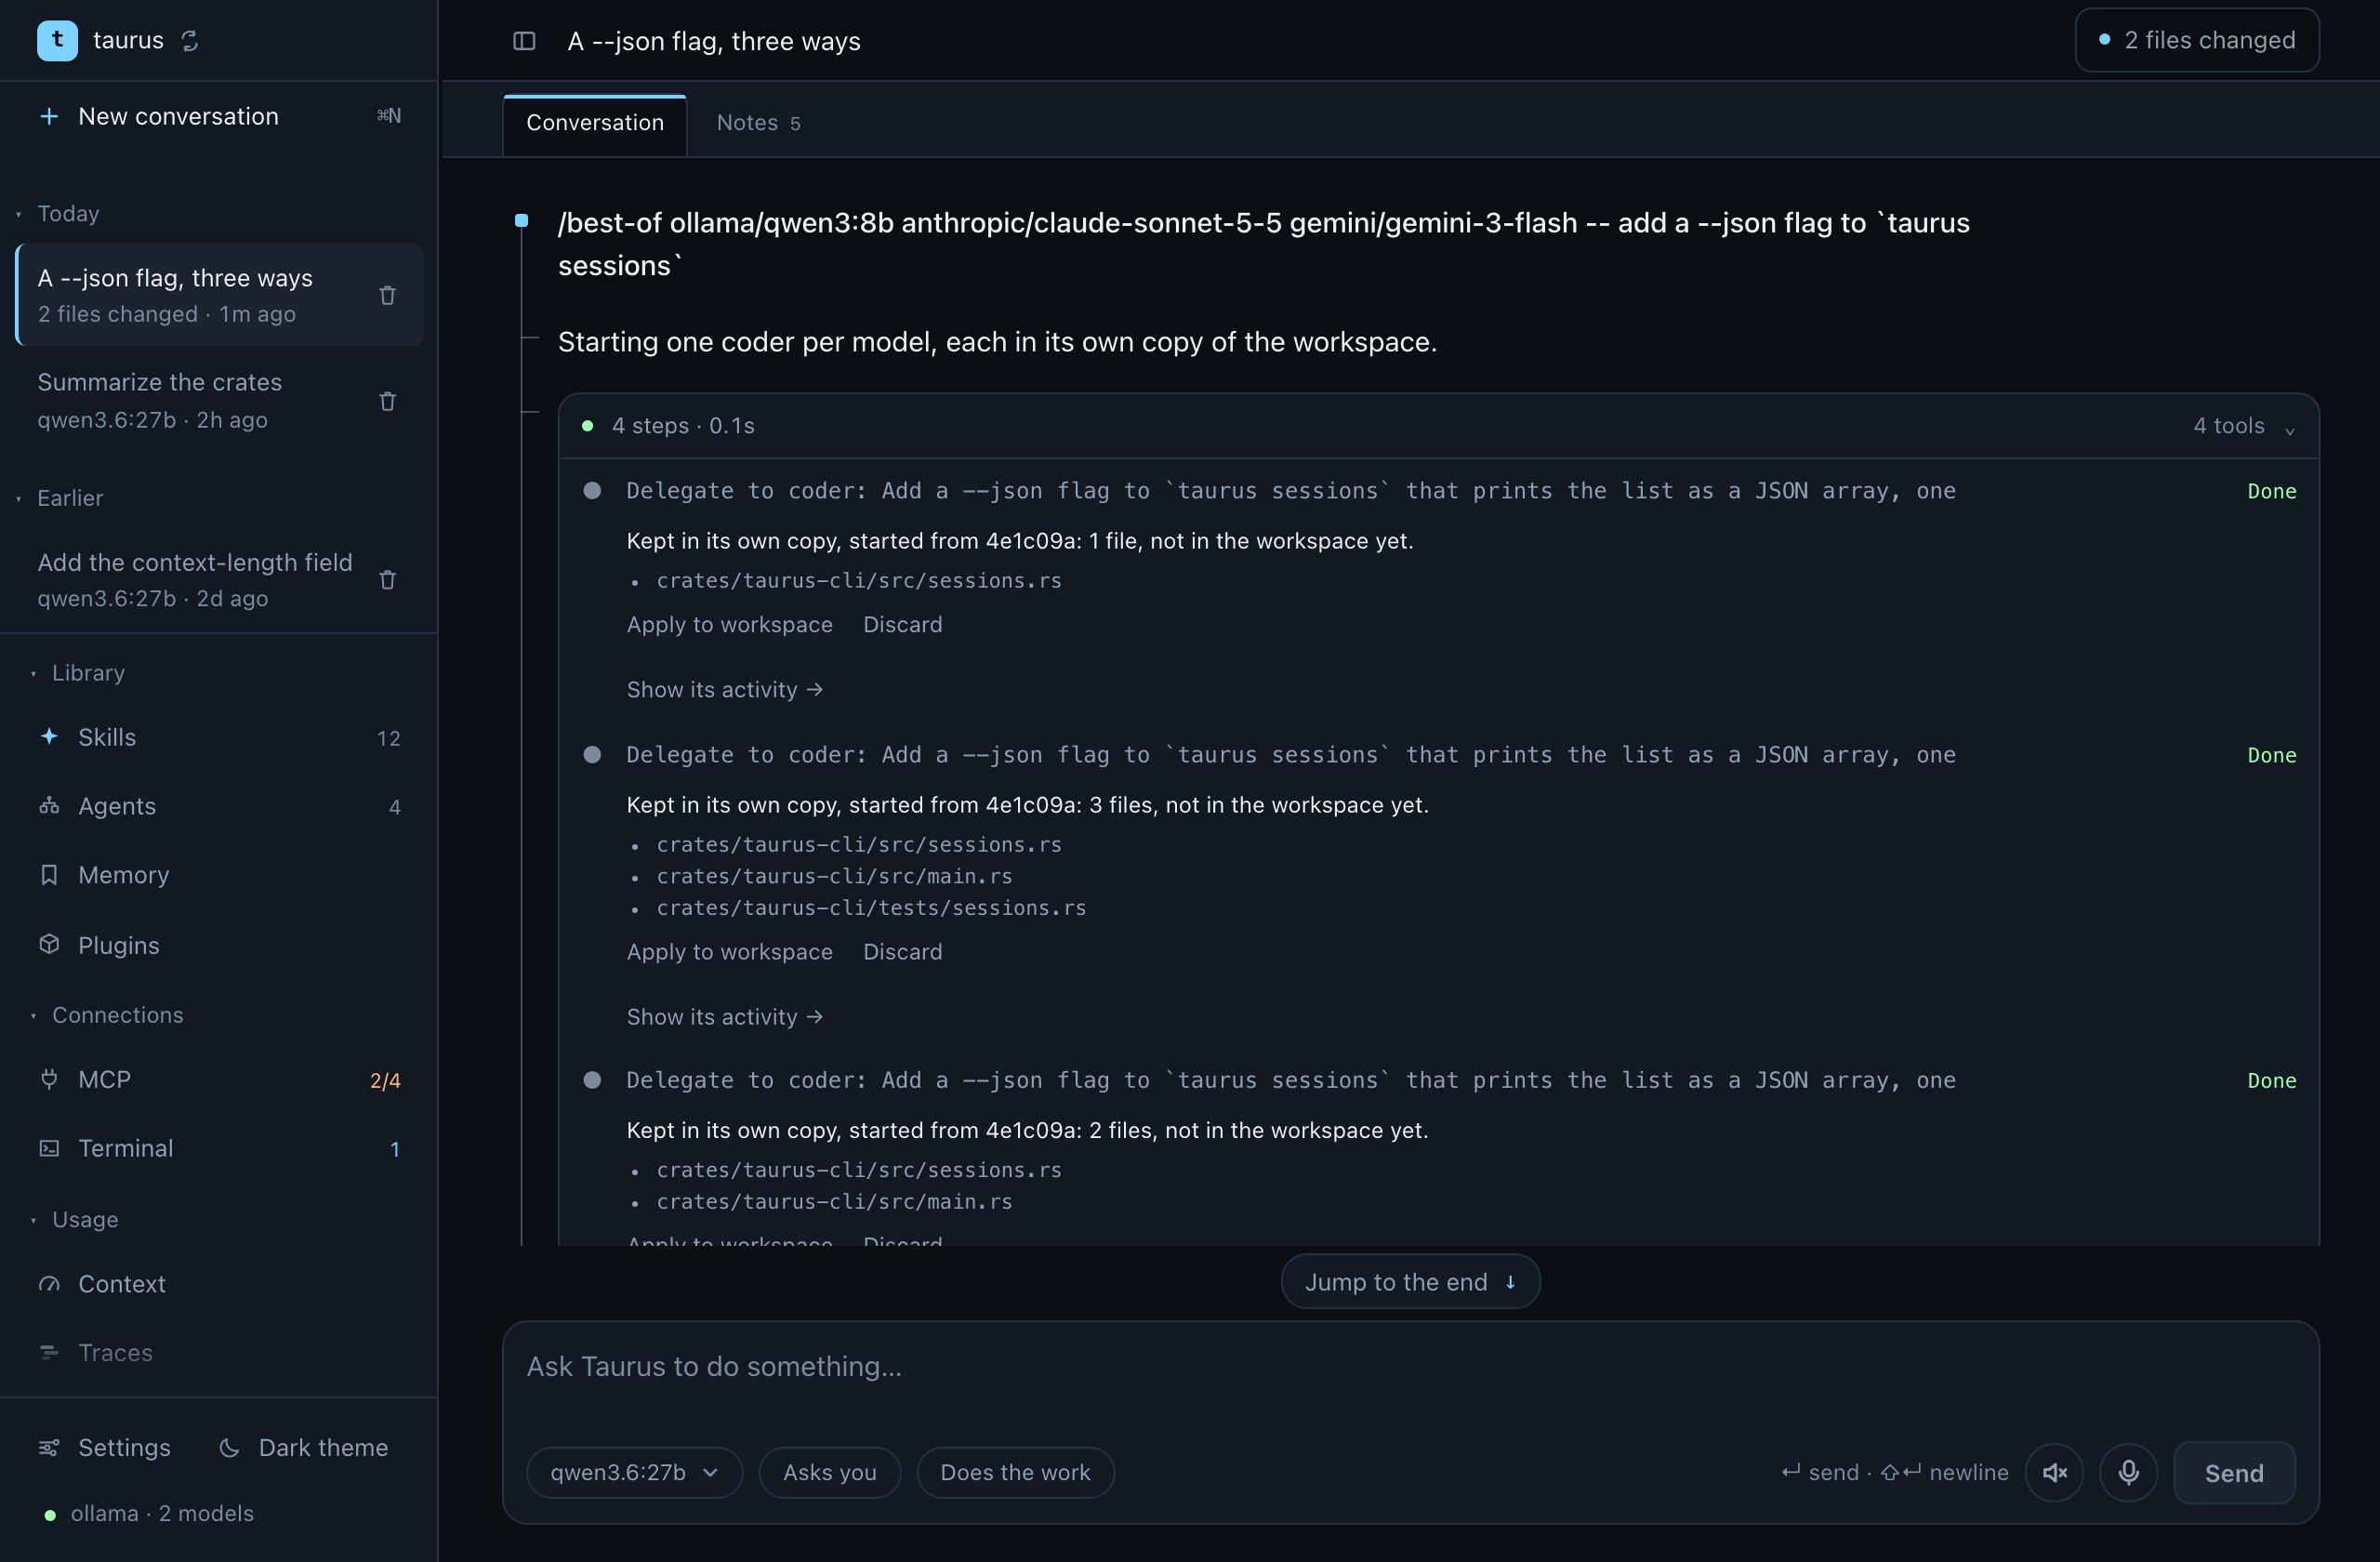 t taurus
New conversation ⌘N
Today
A --json flag, three ways
2 files changed · 1m ago
Summarize the crates
qwen3.6:27b · 2h ago
Earlier
Add the context-length field
qwen3.6:27b · 2d ago
Library
Skills 12
Agents 4
Memory
Plugins
Connections
MCP 2/4
Terminal 1
Usage
Context
Traces
Settings Dark theme
ollama · 2 models
A --json flag, three ways
2 files changed
Conversation Notes 5
/best-of ollama/qwen3:8b anthropic/claude-sonnet-5-5 gemini/gemini-3-flash -- add a --json flag to `taurus
sessions`
Starting one coder per model, each in its own copy of the workspace.
4 steps · 0.1s 4 tools
Delegate to coder: Add a --json flag to `taurus sessions` that prints the list as a JSON array, one Done
Kept in its own copy, started from 4e1c09a: 1 file, not in the workspace yet.
• crates/taurus-cli/src/sessions.rs
Apply to workspace Discard
Show its activity →
Delegate to coder: Add a --json flag to `taurus sessions` that prints the list as a JSON array, one Done
Kept in its own copy, started from 4e1c09a: 3 files, not in the workspace yet.
• crates/taurus-cli/src/sessions.rs
• crates/taurus-cli/src/main.rs
• crates/taurus-cli/tests/sessions.rs
Apply to workspace Discard
Show its activity →
Delegate to coder: Add a --json flag to `taurus sessions` that prints the list as a JSON array, one Done
Kept in its own copy, started from 4e1c09a: 2 files, not in the workspace yet.
• crates/taurus-cli/src/sessions.rs
• crates/taurus-cli/src/main.rs
Apply to workspace Discard
Jump to the end ↓
Ask Taurus to do something...
qwen3.6:27b Asks you Does the work ↵ send · ⇧↵ newline Send